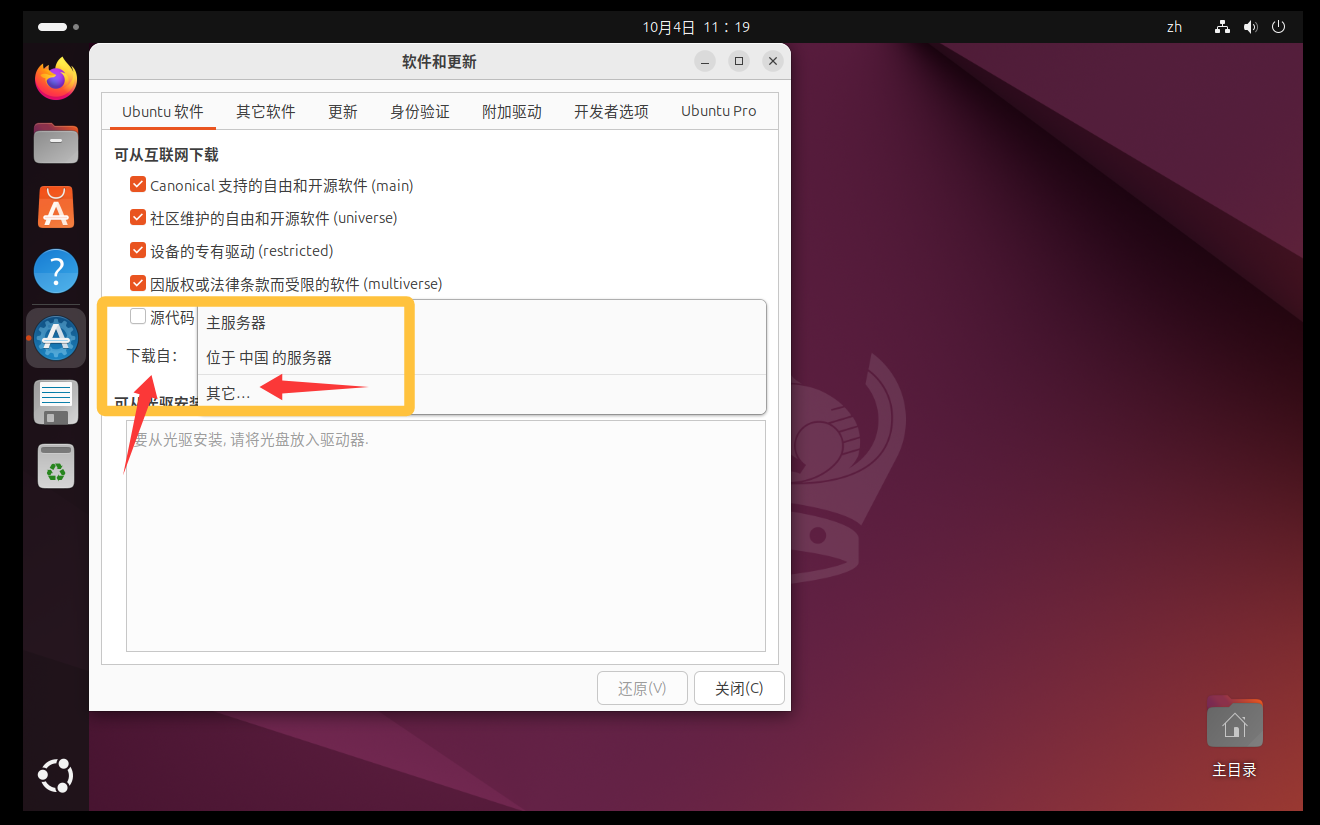 10月4日 11：19
zh
软件和更新
Ubuntu 软件 其它软件 更新 身份验证 附加驱动 开发者选项 Ubuntu Pro
可从互联网下载
Canonical 支持的自由和开源软件 (main)
社区维护的自由和开源软件 (universe)
设备的专有驱动 (restricted)
因版权或法律条款而受限的软件 (multiverse)
源代码
主服务器
下载自：
位于 中国 的服务器
其它…
可从光驱安装
要从光驱安装, 请将光盘放入驱动器.
还原(V) 关闭(C)
主目录